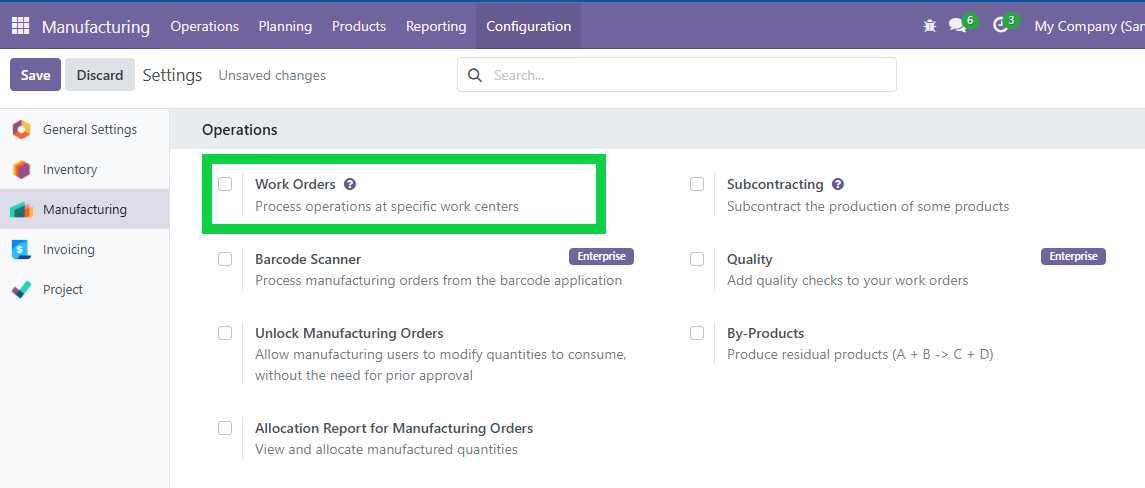 Manufacturing Operations Planning Products Reporting Configuration 6 3 My Company (San
Save Discard Settings Unsaved changes Search...
General Settings
Inventory
Manufacturing
Invoicing
Project
Operations
Work Orders ?
Process operations at specific work centers
Subcontracting ?
Subcontract the production of some products
Barcode Scanner Enterprise
Process manufacturing orders from the barcode application
Quality Enterprise
Add quality checks to your work orders
Unlock Manufacturing Orders
Allow manufacturing users to modify quantities to consume,
without the need for prior approval
By-Products
Produce residual products (A + B -> C + D)
Allocation Report for Manufacturing Orders
View and allocate manufactured quantities